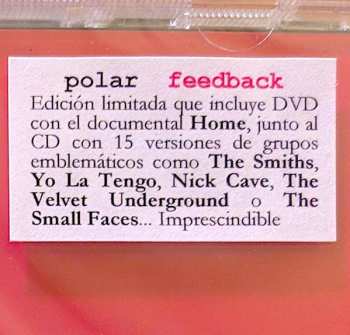 polar feedback
Edición limitada que incluye DVD
con el documental Home, junto al
CD con 15 versiones de grupos
emblemáticos como The Smiths,
Yo La Tengo, Nick Cave, The
Velvet Underground o The
Small Faces... Imprescindible